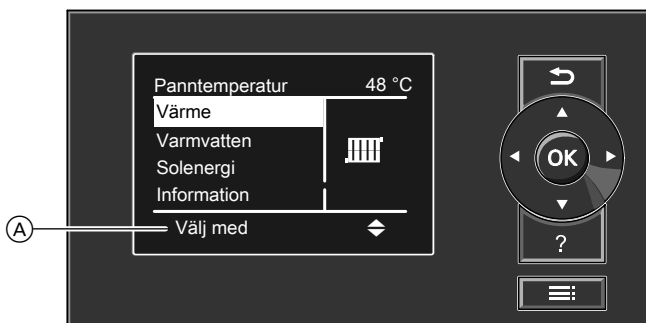 Panntemperatur 48 °C
Värme
Varmvatten
Solenergi
Information
A Välj med
OK
?